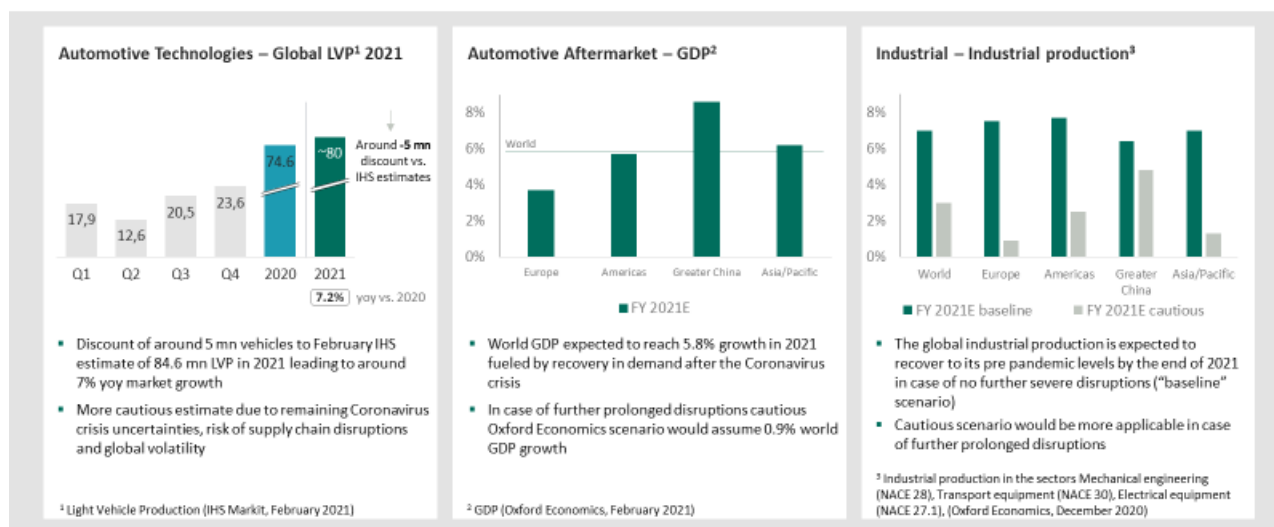 Automotive Technologies – Global LVP¹ 2021
17,9
12,6
20,5
23,6
74.6
~80
Around -5 mn
discount vs.
IHS estimates
Q1
Q2
Q3
Q4
2020
2021
7.2% yoy vs. 2020
▪ Discount of around 5 mn vehicles to February IHS
estimate of 84.6 mn LVP in 2021 leading to around
7% yoy market growth
▪ More cautious estimate due to remaining Coronavirus
crisis uncertainties, risk of supply chain disruptions
and global volatility
¹ Light Vehicle Production (IHS Markit, February 2021)
Automotive Aftermarket – GDP²
8%
6%
4%
2%
0%
World
Europe
Americas
Greater China
Asia/Pacific
FY 2021E
▪ World GDP expected to reach 5.8% growth in 2021
fueled by recovery in demand after the Coronavirus
crisis
▪ In case of further prolonged disruptions cautious
Oxford Economics scenario would assume 0.9% world
GDP growth
² GDP (Oxford Economics, February 2021)
Industrial – Industrial production³
8%
6%
4%
2%
0%
World
Europe
Americas
Greater
China
Asia/Pacific
FY 2021E baseline
FY 2021E cautious
▪ The global industrial production is expected to
recover to its pre pandemic levels by the end of 2021
in case of no further severe disruptions (“baseline”
scenario)
▪ Cautious scenario would be more applicable in case
of further prolonged disruptions
³ Industrial production in the sectors Mechanical engineering
(NACE 28), Transport equipment (NACE 30), Electrical equipment
(NACE 27.1), (Oxford Economics, December 2020)